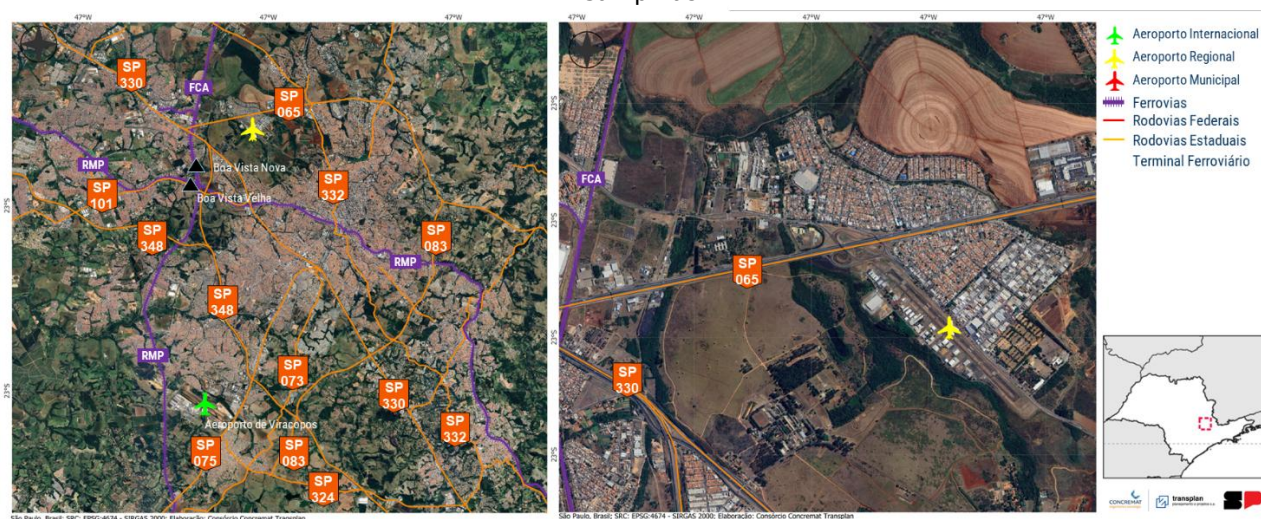 47°W
47°W
47°W
47°W
47°W
47°W
47°W
47°W
SP
330
FCA
SP
065
RMP
Boa Vista Nova
SP
101
Boa Vista Velha
SP
332
23°S
SP
348
SP
083
RMP
SP
348
RMP
SP
073
23°S
SP
330
Aeroporto de Viracopos
SP
332
SP
075
SP
083
SP
324
São Paulo, Brasil; SRC: EPSG:4674 - SIRGAS 2000; Elaboração: Consórcio Concremat Transplan
23°S
FCA
23°S
SP
065
23°S
SP
330
23°S
São Paulo, Brasil; SRC: EPSG:4674 - SIRGAS 2000; Elaboração: Consórcio Concremat Transplan
Aeroporto Internacional
Aeroporto Regional
Aeroporto Municipal
Ferrovias
Rodovias Federais
Rodovias Estaduais
Terminal Ferroviário
CONCREMAT
transplan
SP